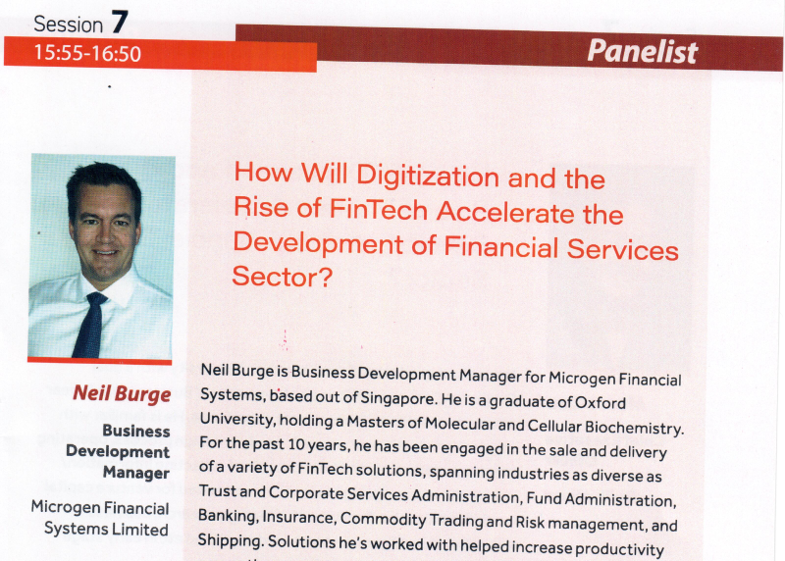 Session 7
15:55-16:50
Panelist
How Will Digitization and the
Rise of FinTech Accelerate the
Development of Financial Services
Sector?
Neil Burge
Business
Development
Manager
Microgen Financial
Systems Limited
Neil Burge is Business Development Manager for Microgen Financial
Systems, based out of Singapore. He is a graduate of Oxford
University, holding a Masters of Molecular and Cellular Biochemistry.
For the past 10 years, he has been engaged in the sale and delivery
of a variety of FinTech solutions, spanning industries as diverse as
Trust and Corporate Services Administration, Fund Administration,
Banking, Insurance, Commodity Trading and Risk management, and
Shipping. Solutions he's worked with helped increase productivity